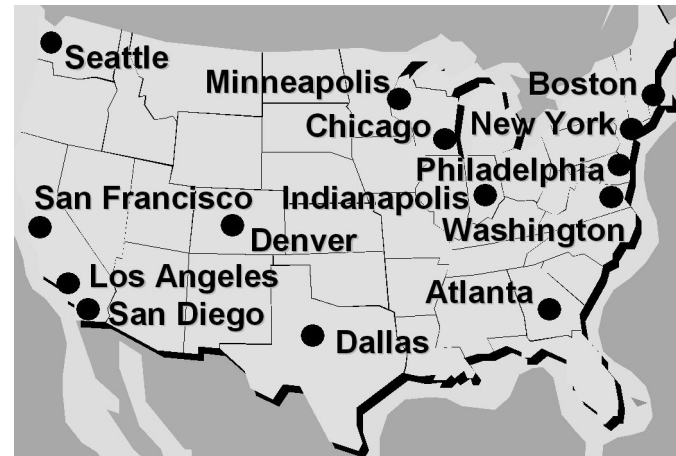 Seattle
Minneapolis
Boston
Chicago
New York
Philadelphia
San Francisco
Indianapolis
Denver
Washington
Los Angeles
Atlanta
San Diego
Dallas